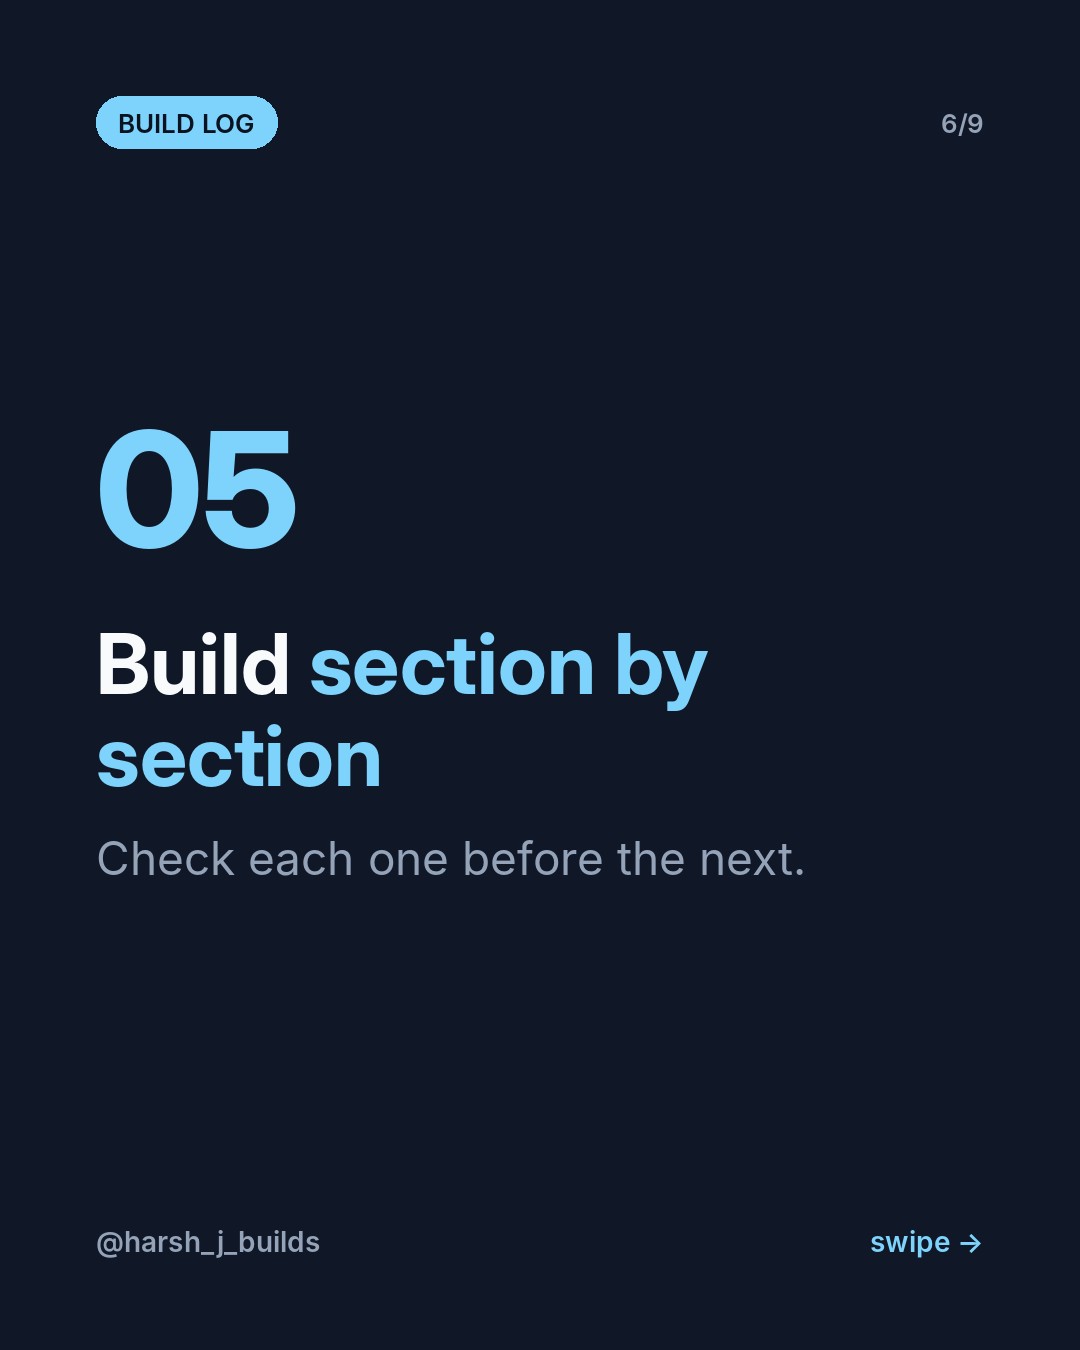 BUILD LOG
6/9
05
Build section by
section
Check each one before the next.
@harsh_j_builds
swipe →